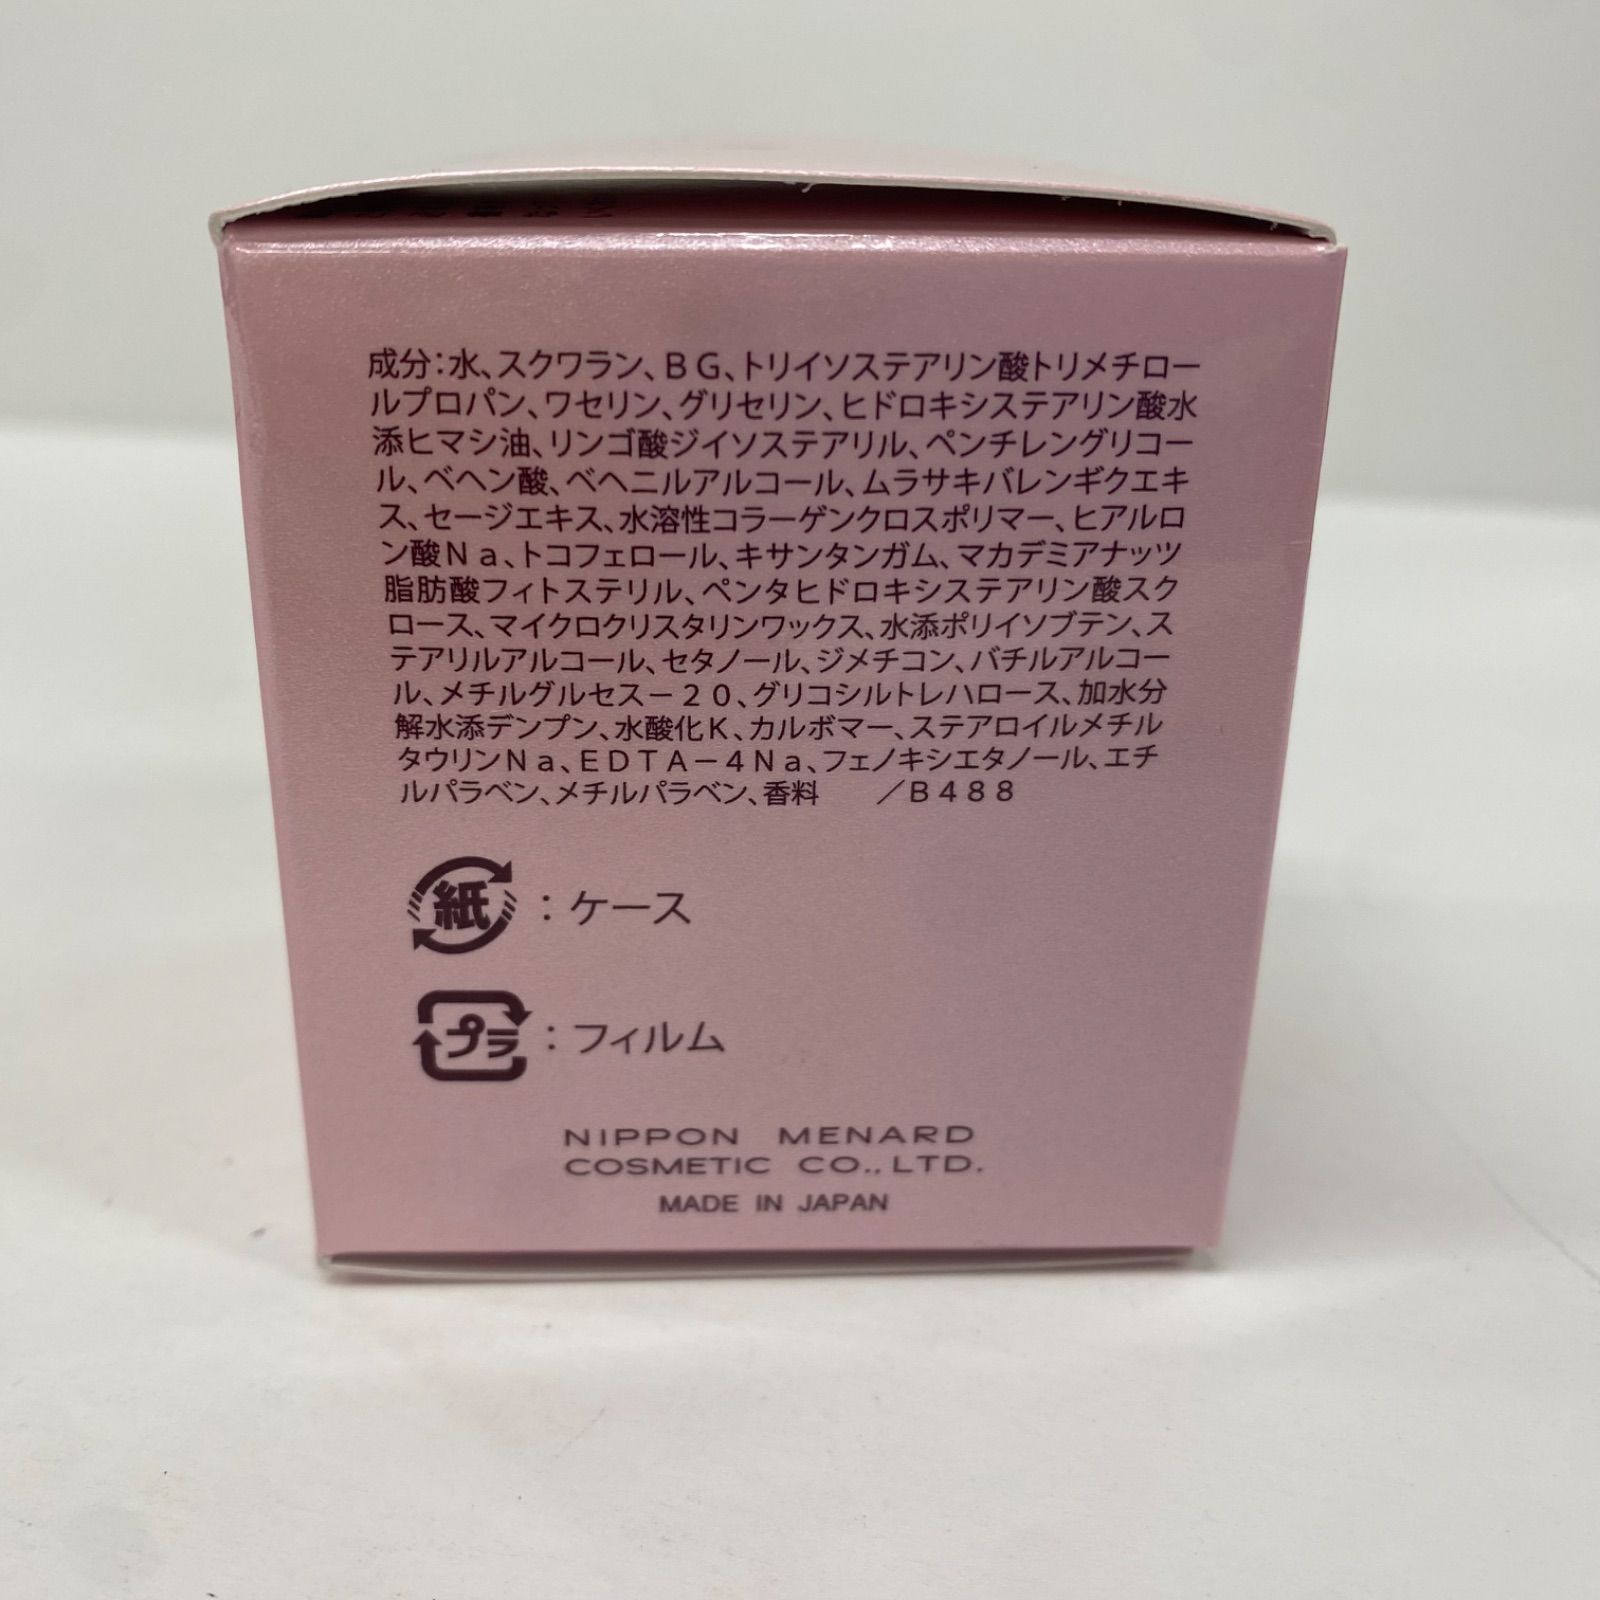 成分：水、スクワラン、ＢＧ、トリイソステアリン酸トリメチロー
ルプロパン、ワセリン、グリセリン、ヒドロキシステアリン酸水
添ヒマシ油、リンゴ酸ジイソステアリル、ペンチレングリコー
ル、ベヘン酸、ベヘニルアルコール、ムラサキバレンギクエキ
ス、セージエキス、水溶性コラーゲンクロスポリマー、ヒアルロ
ン酸Ｎａ、トコフェロール、キサンタンガム、マカデミアナッツ
脂肪酸フィトステリル、ペンタヒドロキシステアリン酸スク
ロース、マイクロクリスタリンワックス、水添ポリイソブテン、ス
テアリルアルコール、セタノール、ジメチコン、バチルアルコー
ル、メチルグルセス－２０、グリコシルトレハロース、加水分
解水添デンプン、水酸化Ｋ、カルボマー、ステアロイルメチル
タウリンＮａ、ＥＤＴＡ－４Ｎａ、フェノキシエタノール、エチ
ルパラベン、メチルパラベン、香料　／Ｂ４８８
紙：ケース
プラ：フィルム
NIPPON MENARD
COSMETIC CO., LTD.
MADE IN JAPAN